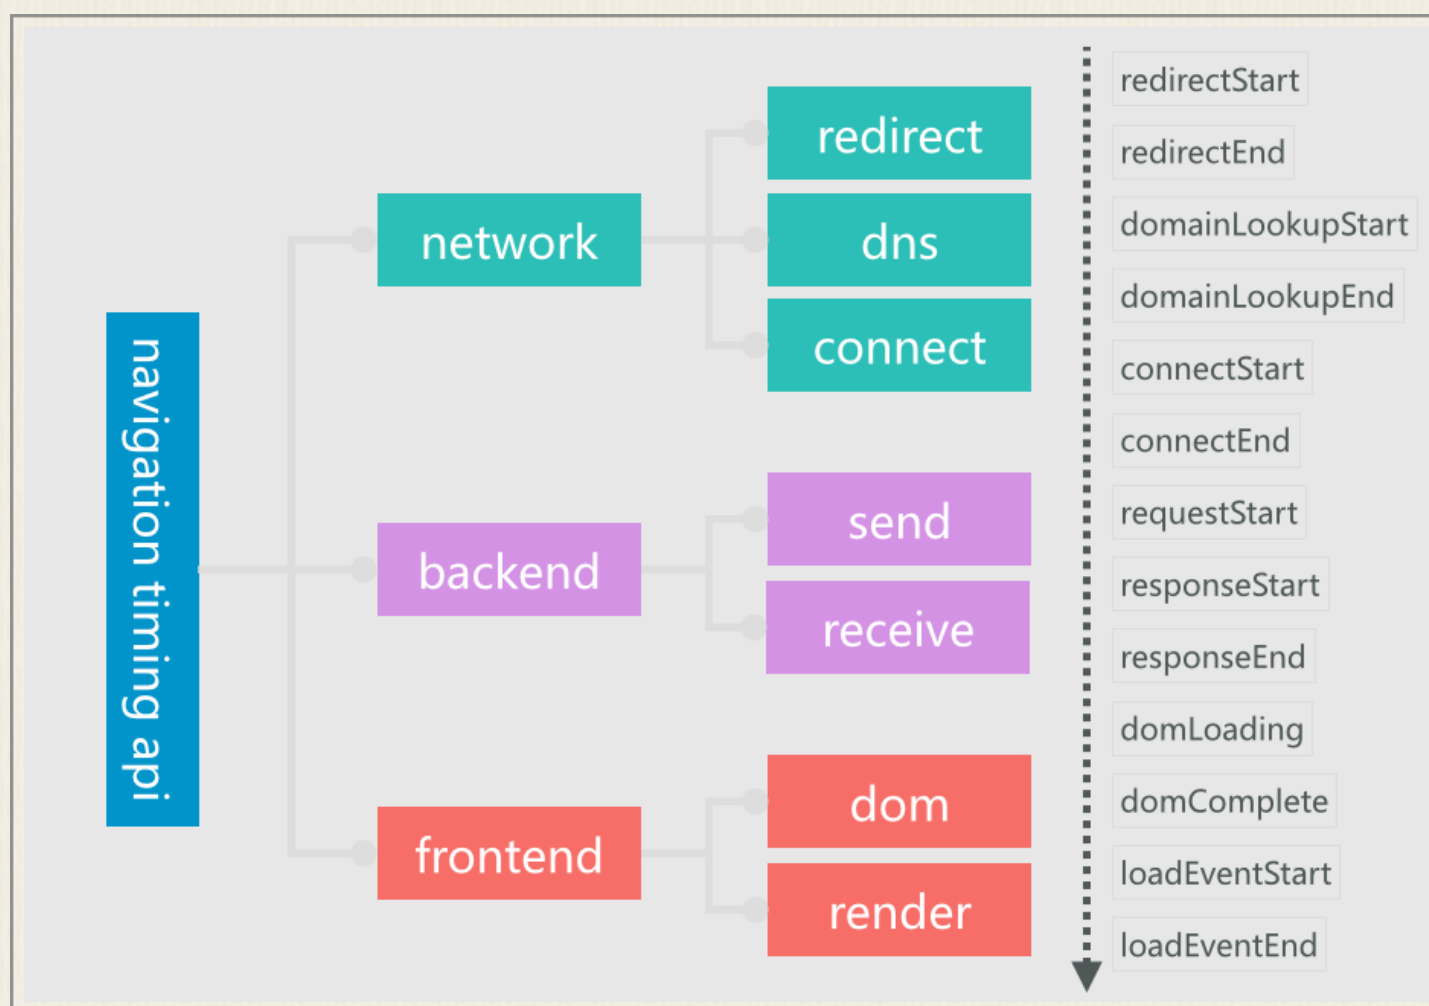 navigation timing api
network
redirect
dns
connect
backend
send
receive
frontend
dom
render
redirectStart
redirectEnd
domainLookupStart
domainLookupEnd
connectStart
connectEnd
requestStart
responseStart
responseEnd
domLoading
domComplete
loadEventStart
loadEventEnd